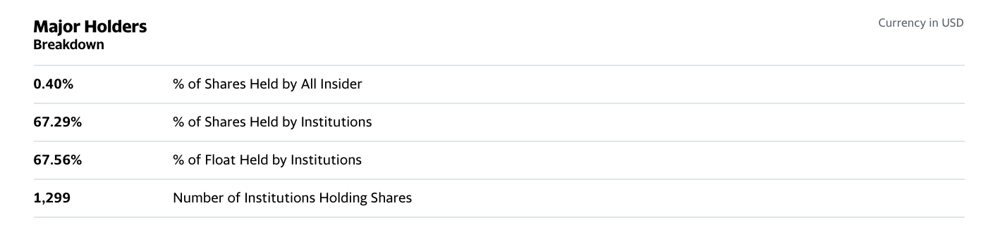 Major Holders
Currency in USD
Breakdown
0.40% % of Shares Held by All Insider
67.29% % of Shares Held by Institutions
67.56% % of Float Held by Institutions
1,299 Number of Institutions Holding Shares